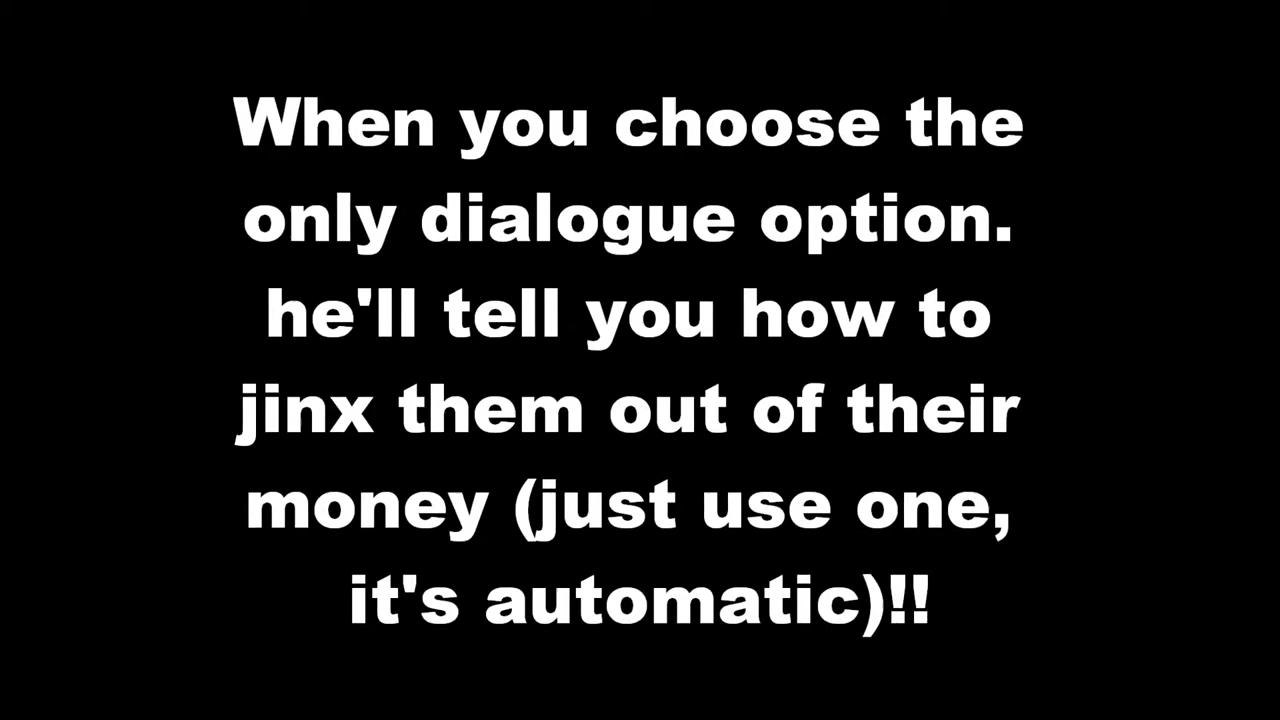 When you choose the
only dialogue option.
he'll tell you how to
jinx them out of their
money (just use one,
it's automatic)!!